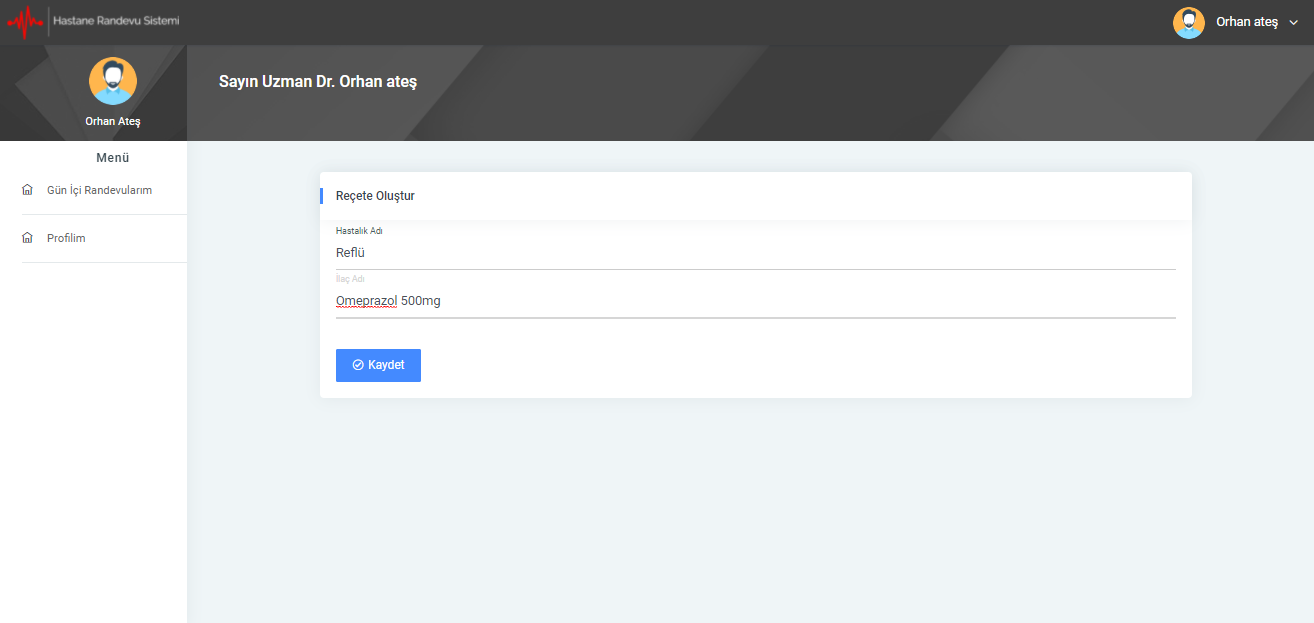 Hastane Randevu Sistemi
Orhan ateş
Orhan Ateş
Sayın Uzman Dr. Orhan ateş
Menü
Gün İçi Randevularım
Profilim
Reçete Oluştur
Hastalık Adı
Reflü
İlaç Adı
Omeprazol 500mg
Kaydet